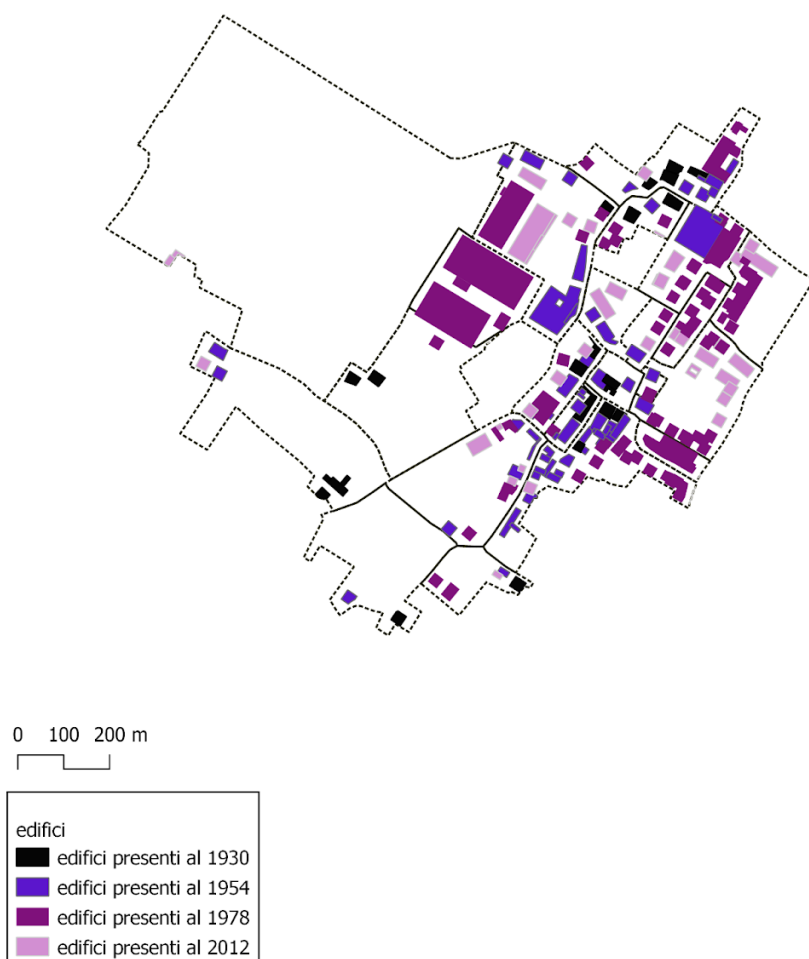 0 100 200 m
edifici
edifici presenti al 1930
edifici presenti al 1954
edifici presenti al 1978
edifici presenti al 2012